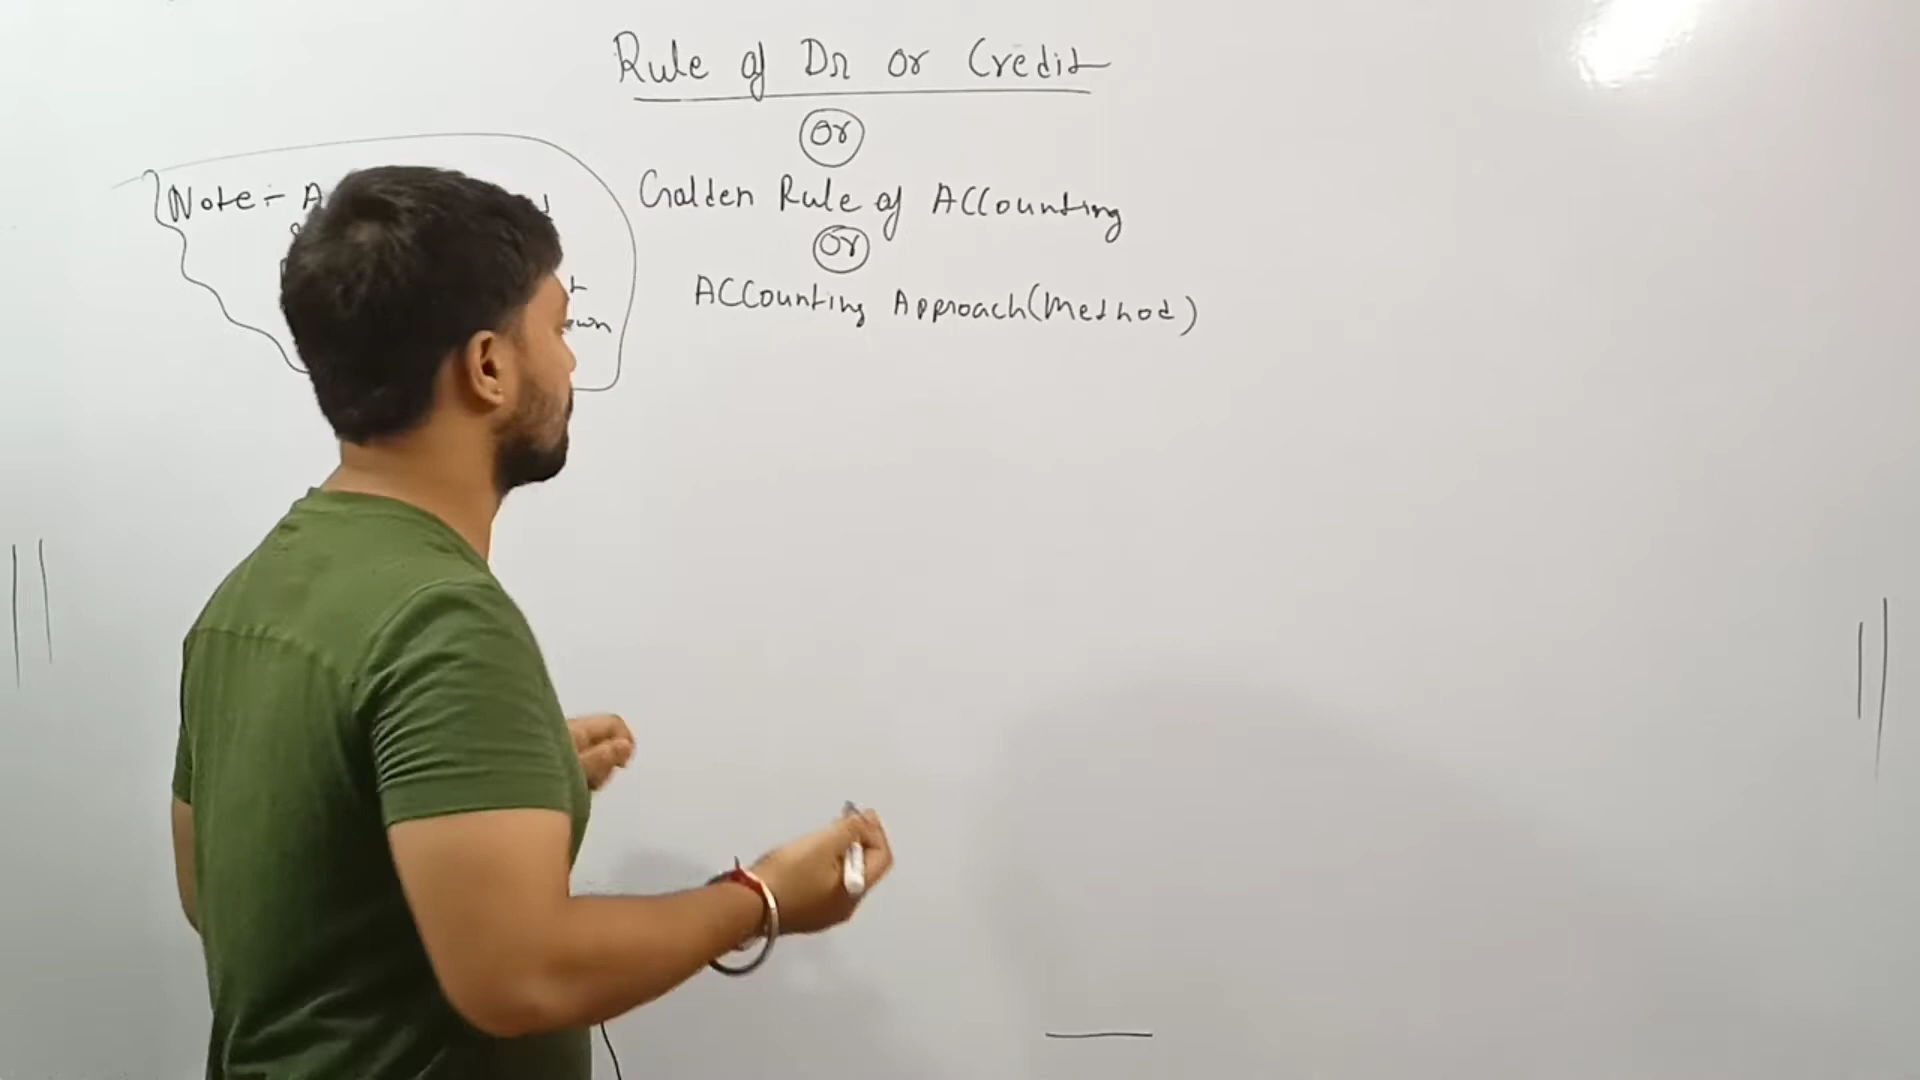 Rule of Dr or Credit
Or
Note:- A
Golden Rule of Accounting
Or
Accounting Approach (Method)